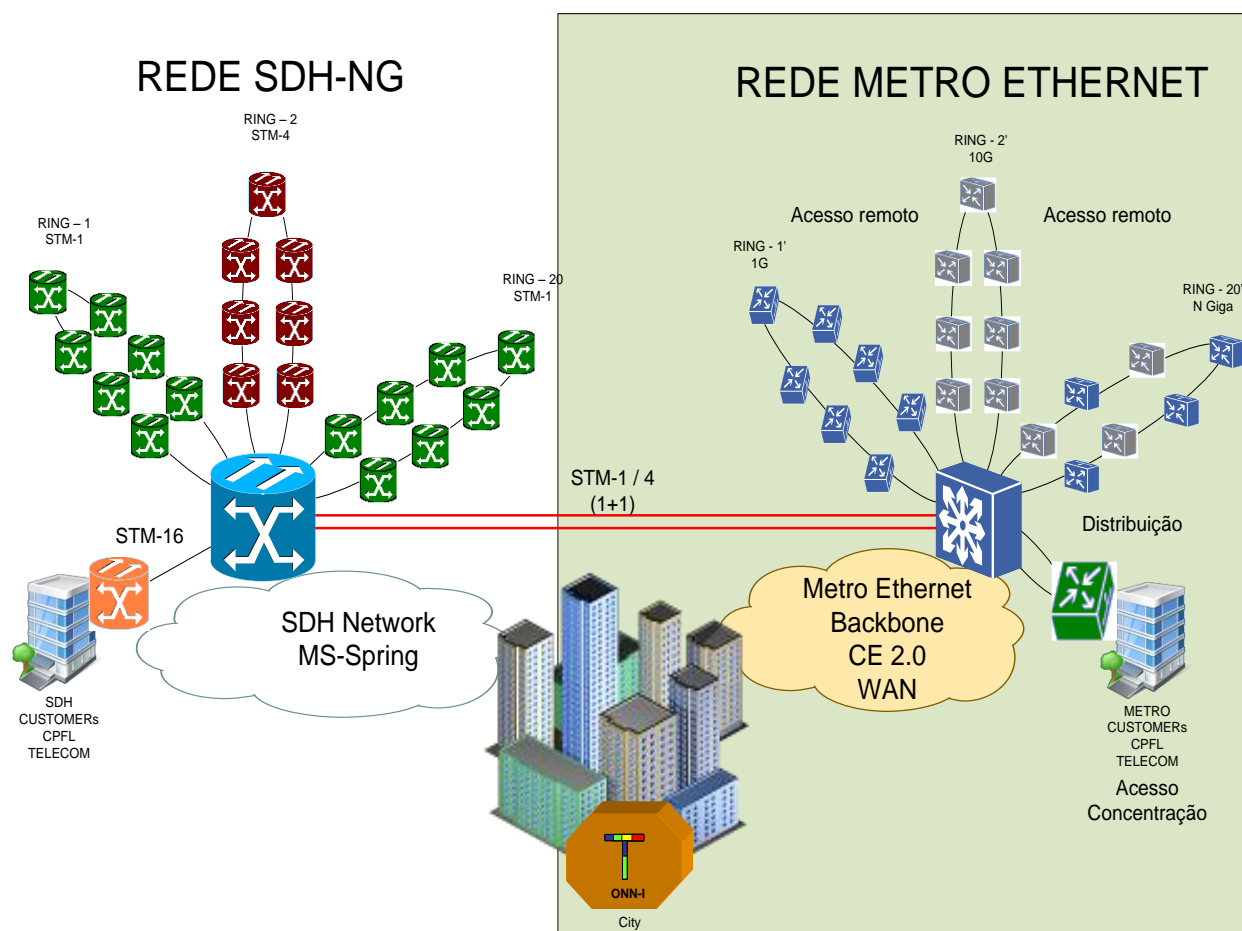 REDE SDH-NG
REDE METRO ETHERNET
RING – 2
STM-4
RING – 1
STM-1
RING – 20
STM-1
RING - 2'
10G
Acesso remoto
Acesso remoto
RING - 1'
1G
RING - 20'
N Giga
STM-1 / 4
(1+1)
STM-16
Distribuição
SDH Network
MS-Spring
Metro Ethernet
Backbone
CE 2.0
WAN
SDH
CUSTOMERs
CPFL
TELECOM
METRO
CUSTOMERs
CPFL
TELECOM
Acesso
Concentração
ONN-I
City